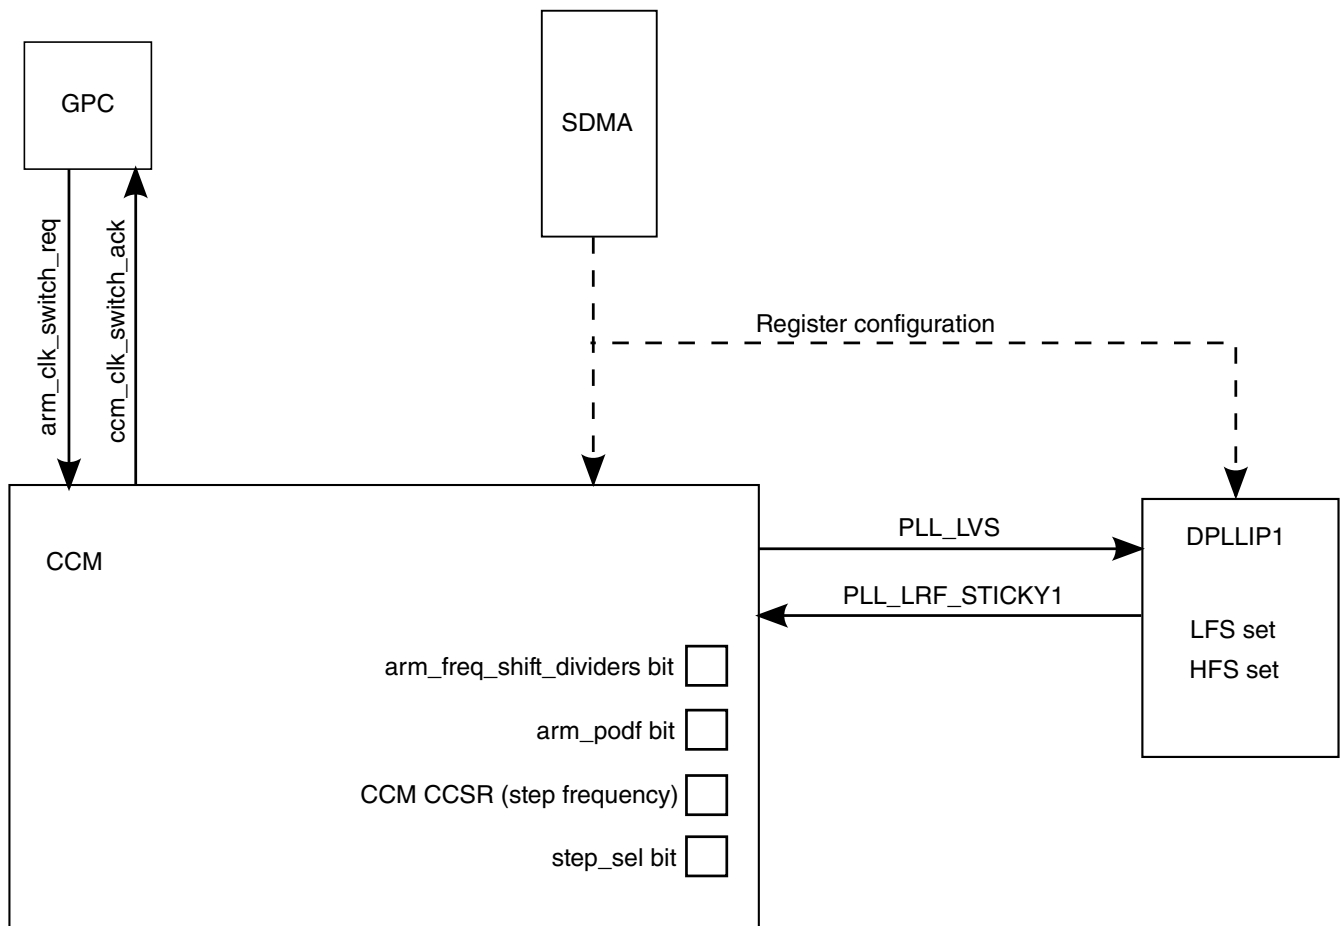 GPC
SDMA
arm_clk_switch_req
ccm_clk_switch_ack
Register configuration
CCM
PLL_LVS
PLL_LRF_STICKY1
DPLLIP1
LFS set
HFS set
arm_freq_shift_dividers bit
arm_podf bit
CCM CCSR (step frequency)
step_sel bit